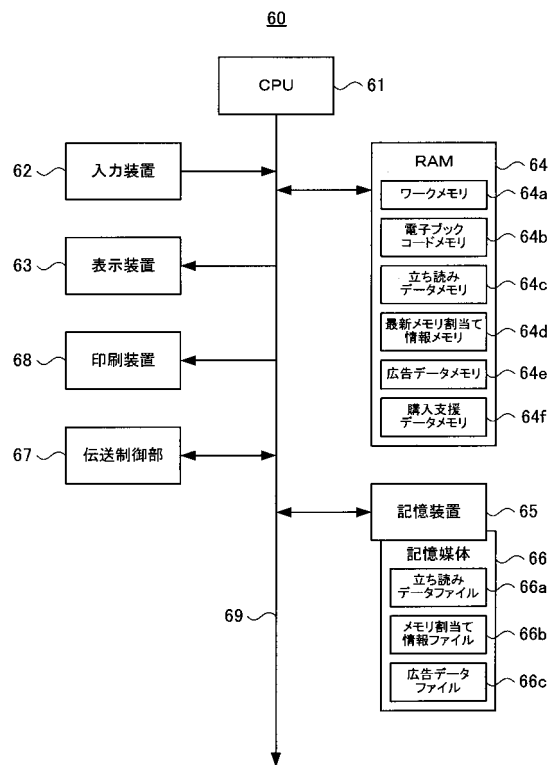 60
CPU
61
62
入力装置
63
表示装置
68
印刷装置
67
伝送制御部
RAM
64
ワークメモリ
64a
電子ブック
コードメモリ
64b
立ち読み
データメモリ
64c
最新メモリ割当て
情報メモリ
64d
広告データメモリ
64e
購入支援
データメモリ
64f
記憶装置
65
記憶媒体
66
立ち読み
データファイル
66a
メモリ割当て
情報ファイル
66b
広告データ
ファイル
66c
69